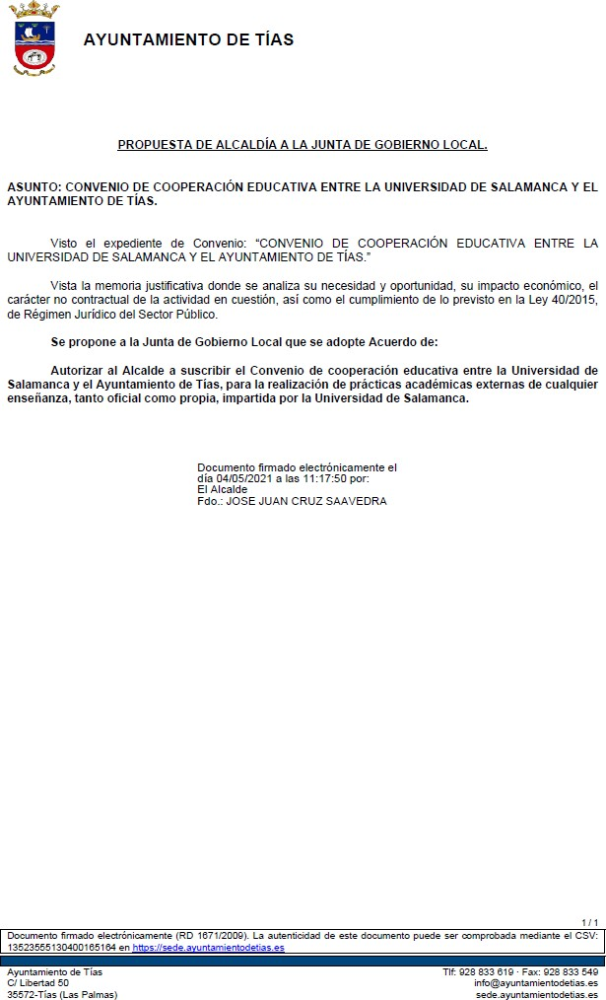 AYUNTAMIENTO DE TÍAS
PROPUESTA DE ALCALDÍA A LA JUNTA DE GOBIERNO LOCAL.
ASUNTO: CONVENIO DE COOPERACIÓN EDUCATIVA ENTRE LA UNIVERSIDAD DE SALAMANCA Y EL
AYUNTAMIENTO DE TÍAS.
Visto el expediente de Convenio: “CONVENIO DE COOPERACIÓN EDUCATIVA ENTRE LA
UNIVERSIDAD DE SALAMANCA Y EL AYUNTAMIENTO DE TÍAS.”
Vista la memoria justificativa donde se analiza su necesidad y oportunidad, su impacto económico, el
carácter no contractual de la actividad en cuestión, así como el cumplimiento de lo previsto en la Ley 40/2015,
de Régimen Jurídico del Sector Público.
Se propone a la Junta de Gobierno Local que se adopte Acuerdo de:
Autorizar al Alcalde a suscribir el Convenio de cooperación educativa entre la Universidad de
Salamanca y el Ayuntamiento de Tías, para la realización de prácticas académicas externas de cualquier
enseñanza, tanto oficial como propia, impartida por la Universidad de Salamanca.
Documento firmado electrónicamente el
día 04/05/2021 a las 11:17:50 por:
El Alcalde
Fdo.: JOSE JUAN CRUZ SAAVEDRA
1 / 1
Documento firmado electrónicamente (RD 1671/2009). La autenticidad de este documento puede ser comprobada mediante el CSV:
13523555130400165164 en https://sede.ayuntamientodetias.es
Ayuntamiento de Tías
C/ Libertad 50
35572-Tías (Las Palmas)
Tlf: 928 833 619 · Fax: 928 833 549
info@ayuntamientodetias.es
sede.ayuntamientodetias.es